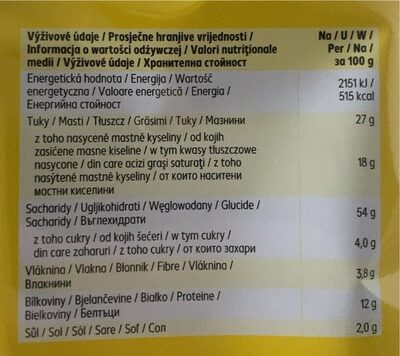 Výživové údaje / Prosječne hranjive vrijednosti /
Informacja o wartości odżywczej / Valori nutriționale
medii / Výživové údaje / Хранителна стойност
Na / U / W /
Per / Na /
за 100 g
Energetická hodnota / Energija / Wartość
energetyczna / Valoare energetică / Energia /
Енергийна стойност
2151 kJ /
515 kcal
Tuky / Masti / Tłuszcz / Grăsimi / Tuky / Мазнини
27 g
z toho nasycené mastné kyseliny / od kojih
zasićene masne kiseline / w tym kwasy tłuszczowe
nasycone / din care acizi grași saturați / z toho
nasýtené mastné kyseliny / от които наситени
мастни киселини
18 g
Sacharidy / Ugljikohidrati / Węglowodany / Glucide /
Sacharidy / Въглехидрати
54 g
z toho cukry / od kojih šećeri / w tym cukry /
din care zaharuri / z toho cukry / от които захари
4,0 g
Vláknina / Vlakna / Błonnik / Fibre / Vláknina /
Влакнини
3,8 g
Bílkoviny / Bjelančevine / Białko / Proteine /
Bielkoviny / Белтъци
12 g
Sůl / Sol / Sól / Sare / Soľ / Сол
2,0 g